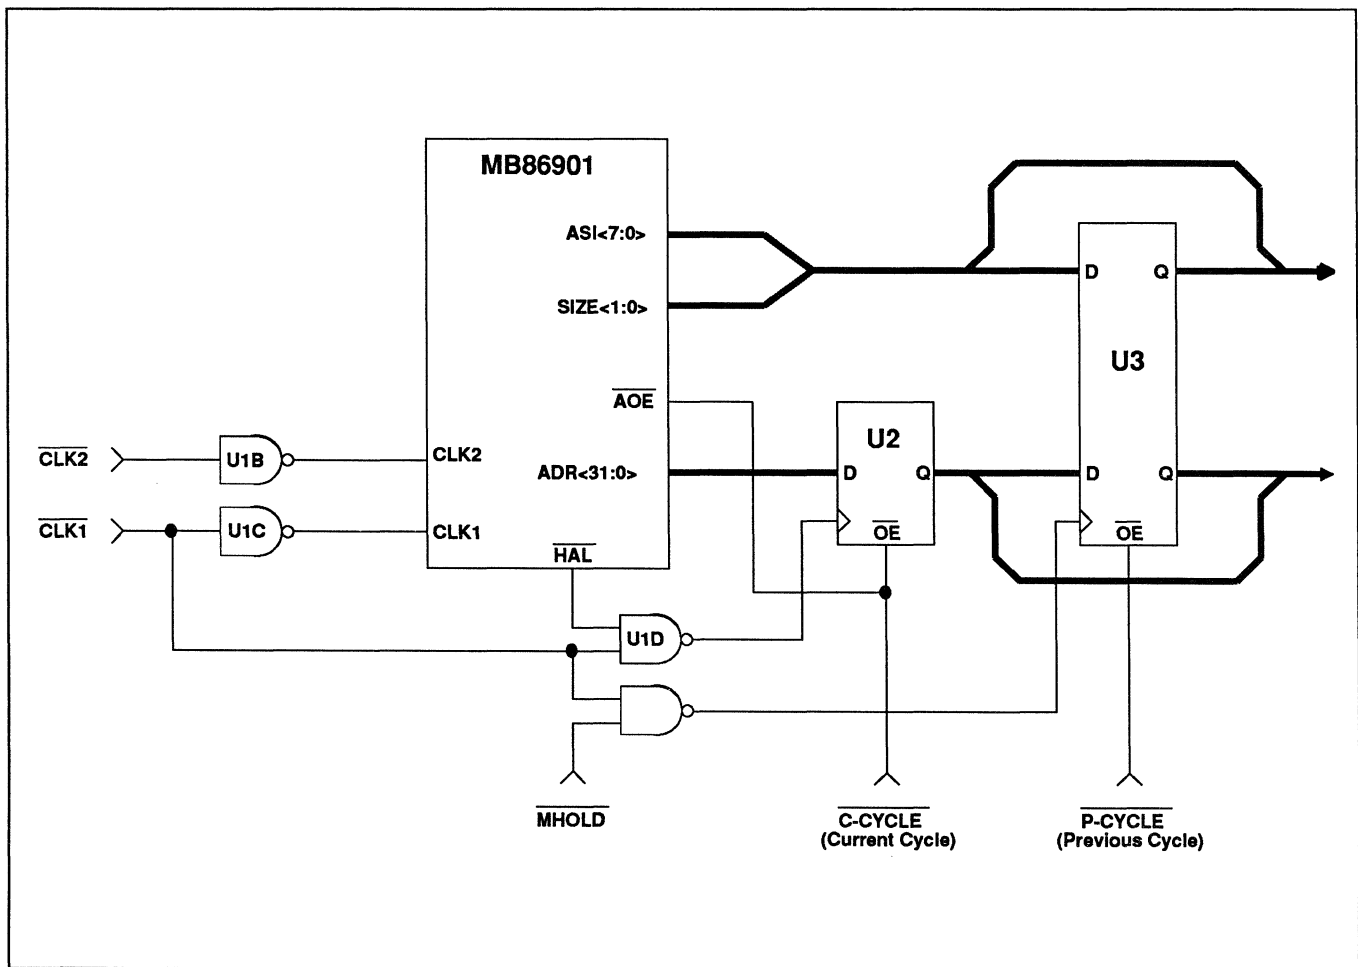 MB86901
ASI<7:0>
SIZE<1:0>
AOE
ADR<31:0>
CLK2
CLK1
HAL
CLK2
CLK1
U1B
U1C
U1D
U2
D
Q
OE
U3
D
Q
D
Q
OE
MHOLD
C-CYCLE
(Current Cycle)
P-CYCLE
(Previous Cycle)